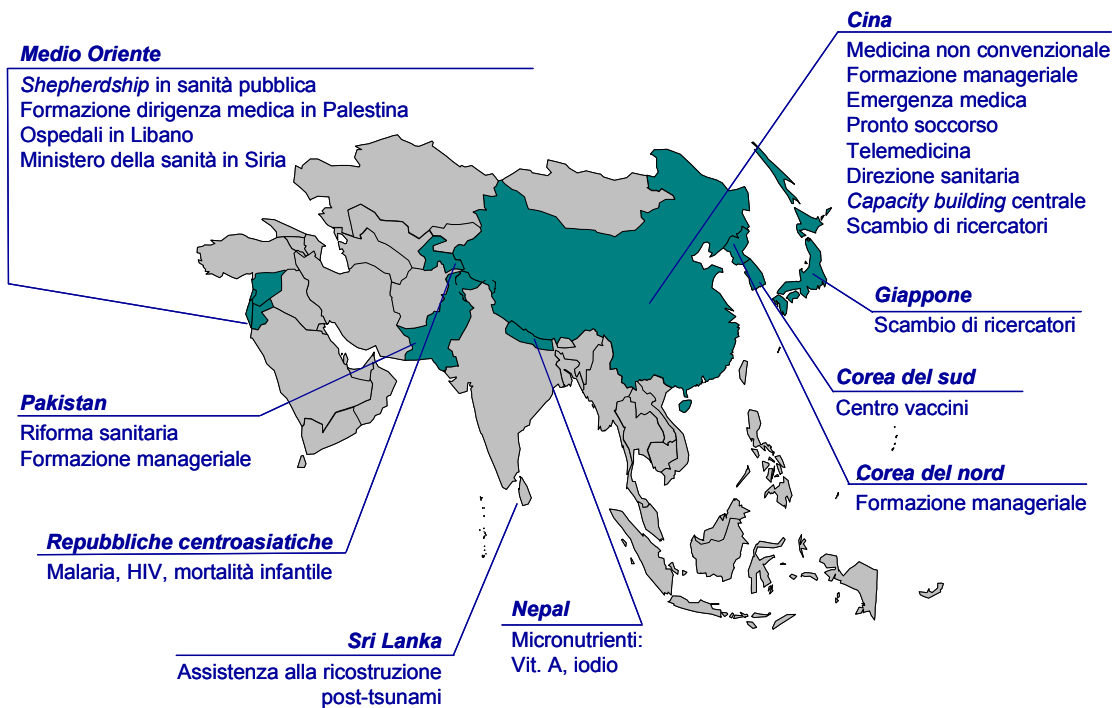 Medio Oriente
Shepherdship in sanità pubblica
Formazione dirigenza medica in Palestina
Ospedali in Libano
Ministero della sanità in Siria
Cina
Medicina non convenzionale
Formazione manageriale
Emergenza medica
Pronto soccorso
Telemedicina
Direzione sanitaria
Capacity building centrale
Scambio di ricercatori
Giappone
Scambio di ricercatori
Corea del sud
Centro vaccini
Corea del nord
Formazione manageriale
Pakistan
Riforma sanitaria
Formazione manageriale
Repubbliche centroasiatiche
Malaria, HIV, mortalità infantile
Nepal
Micronutrienti:
Vit. A, iodio
Sri Lanka
Assistenza alla ricostruzione
post-tsunami